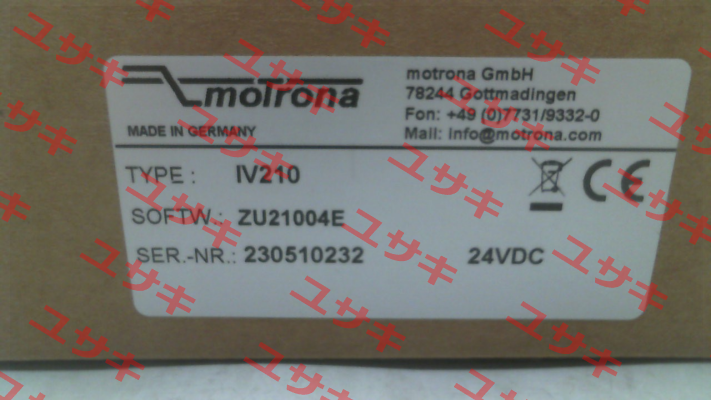 motrona
motrona GmbH
78244 Gottmadingen
Fon: +49 (0)7731/9332-0
Mail: info@motrona.com
MADE IN GERMANY
TYPE : IV210
SOFTW.: ZU21004E
SER.-NR.: 230510232 24VDC
CE
ユサキ